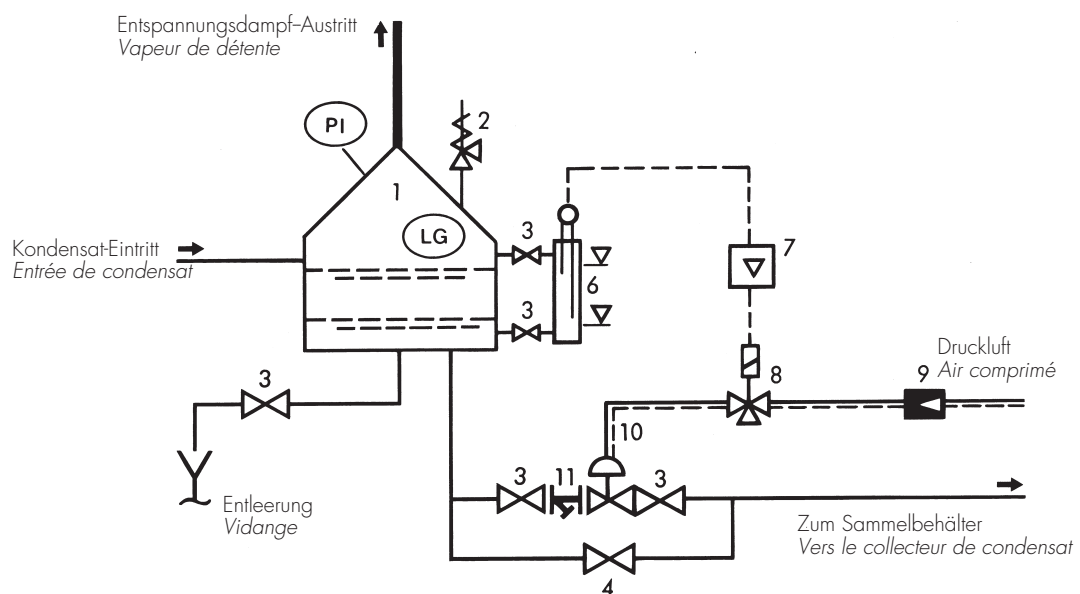 Entspannungsdampf–Austritt
Vapeur de détente
PI
2
1
LG
3
Kondensat-Eintritt
Entrée de condensat
6
7
3
3
Druckluft
Air comprimé
8
9
10
3
11
3
Entleerung
Vidange
Zum Sammelbehälter
Vers le collecteur de condensat
4